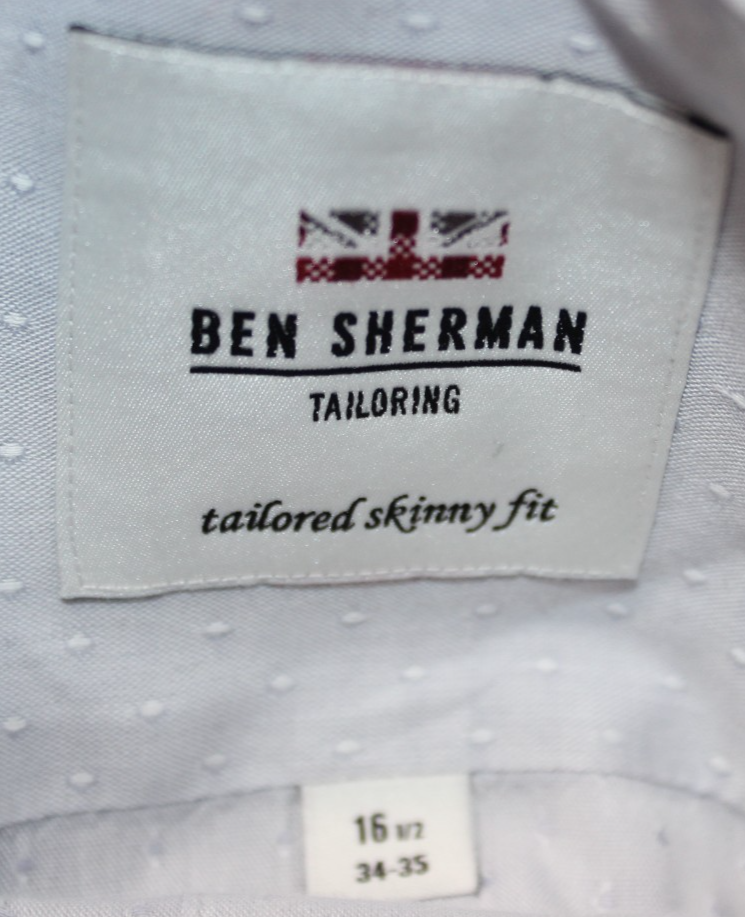 BEN SHERMAN
TAILORING
tailored skinny fit
16 1/2
34-35